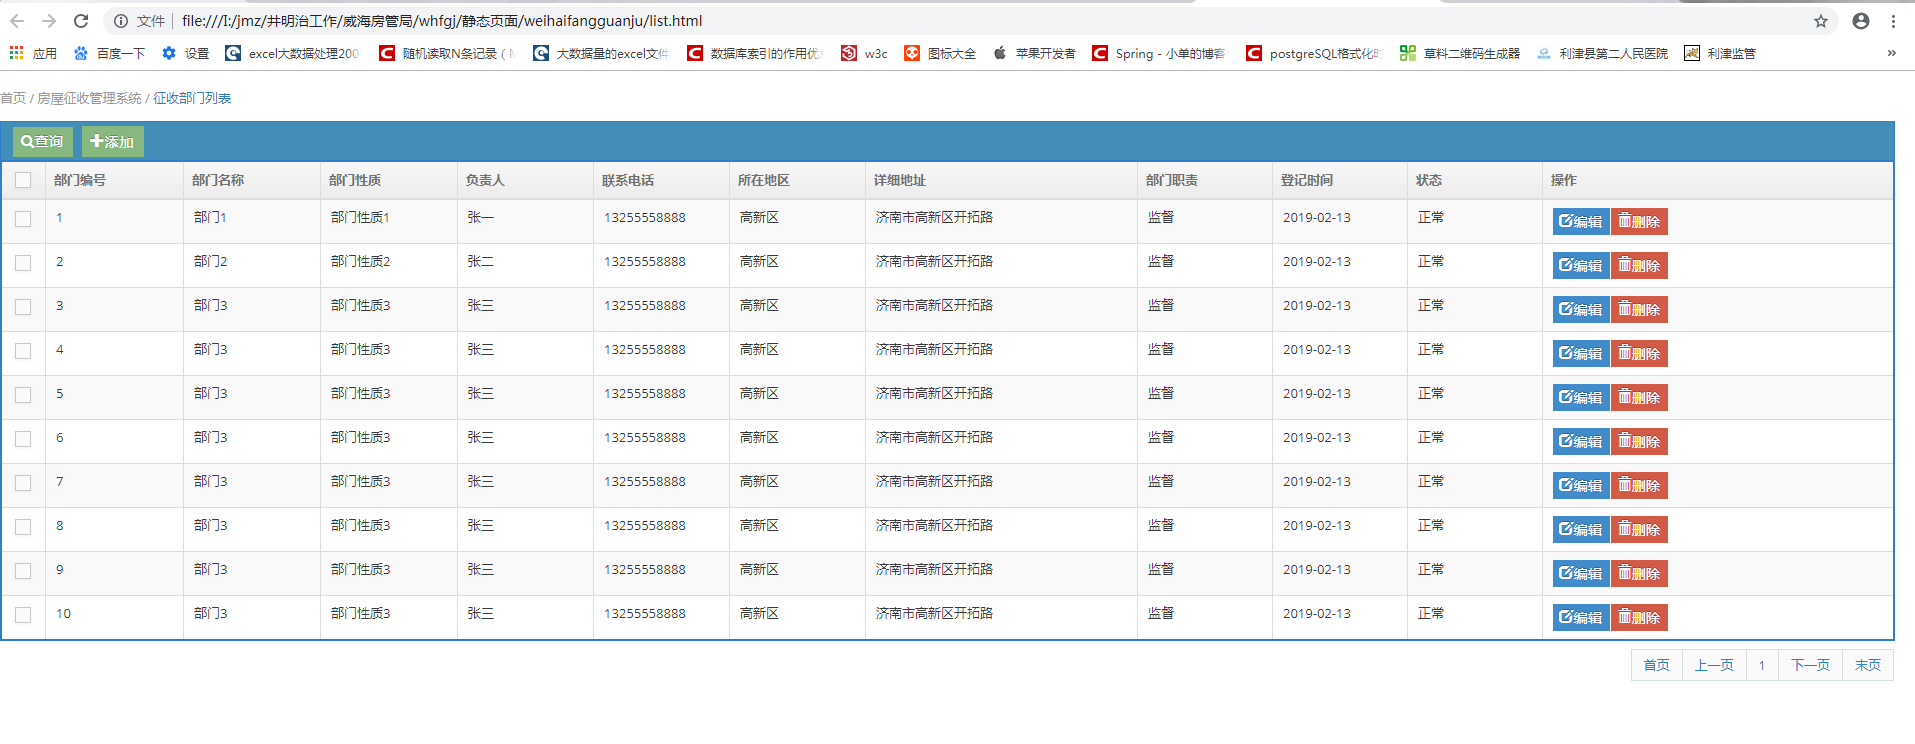 文件 file:///I:/jmz/井明治工作/威海房管局/whfgj/静态页面/weihaifangguanju/list.html
应用 百度一下 设置 excel大数据处理200 随机读取N条记录（ 大数据量的excel文件 数据库索引的作用优 w3c 图标大全 苹果开发者 Spring - 小单的博客 postgreSQL格式化时 草料二维码生成器 利津县第二人民医院 利津监管 »
首页 / 房屋征收管理系统 / 征收部门列表
查询 添加
部门编号 部门名称 部门性质 负责人 联系电话 所在地区 详细地址 部门职责 登记时间 状态 操作
1 部门1 部门性质1 张一 13255558888 高新区 济南市高新区开拓路 监督 2019-02-13 正常 编辑 删除
2 部门2 部门性质2 张二 13255558888 高新区 济南市高新区开拓路 监督 2019-02-13 正常 编辑 删除
3 部门3 部门性质3 张三 13255558888 高新区 济南市高新区开拓路 监督 2019-02-13 正常 编辑 删除
4 部门3 部门性质3 张三 13255558888 高新区 济南市高新区开拓路 监督 2019-02-13 正常 编辑 删除
5 部门3 部门性质3 张三 13255558888 高新区 济南市高新区开拓路 监督 2019-02-13 正常 编辑 删除
6 部门3 部门性质3 张三 13255558888 高新区 济南市高新区开拓路 监督 2019-02-13 正常 编辑 删除
7 部门3 部门性质3 张三 13255558888 高新区 济南市高新区开拓路 监督 2019-02-13 正常 编辑 删除
8 部门3 部门性质3 张三 13255558888 高新区 济南市高新区开拓路 监督 2019-02-13 正常 编辑 删除
9 部门3 部门性质3 张三 13255558888 高新区 济南市高新区开拓路 监督 2019-02-13 正常 编辑 删除
10 部门3 部门性质3 张三 13255558888 高新区 济南市高新区开拓路 监督 2019-02-13 正常 编辑 删除
首页 上一页 1 下一页 末页